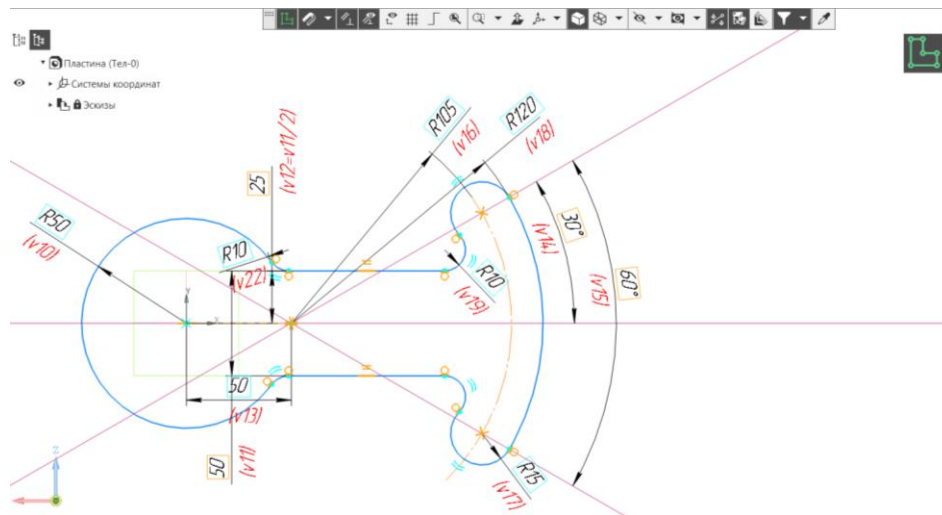 Пластина (Тел-0)
Системы координат
Эскизы
R105
(v16)
R120
(v18)
25
(v12=v11/2)
R50
(v10)
R10
(v22)
30°
(v14)
R10
(v19)
60°
(v15)
Y
X
50
(v13)
50
(v11)
R15
(v17)
Z